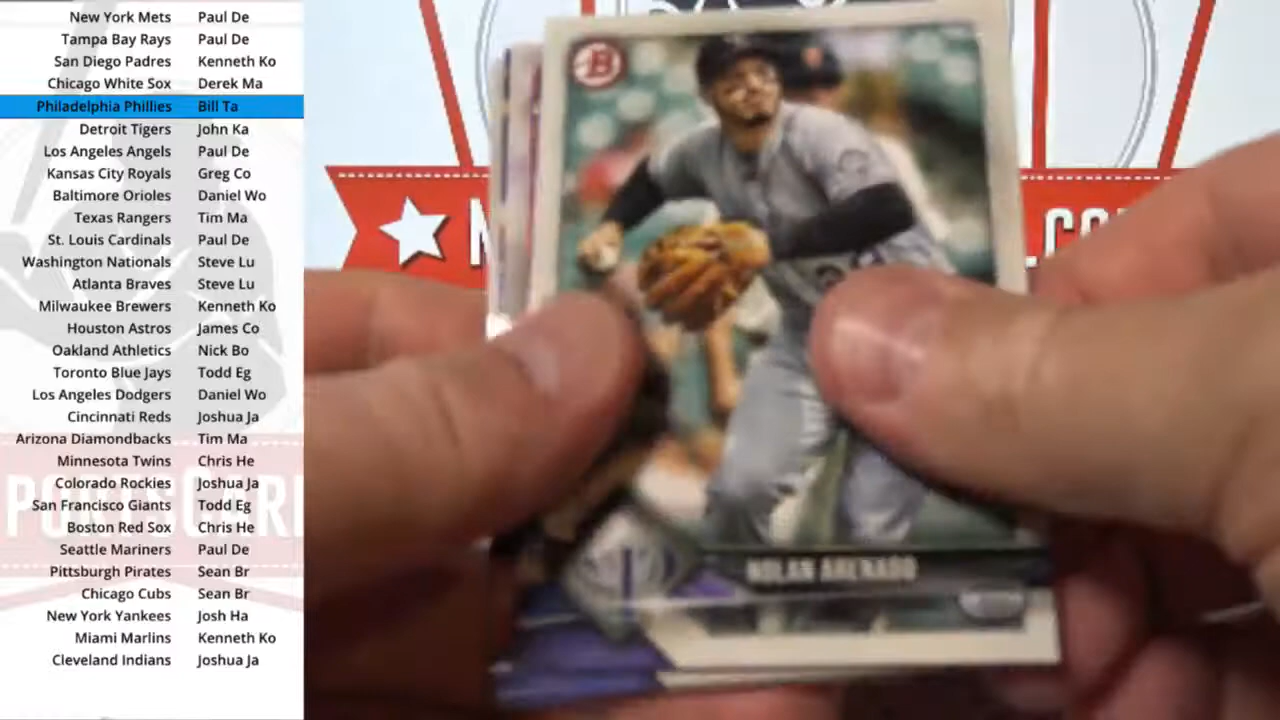 New York Mets Paul De
Tampa Bay Rays Paul De
San Diego Padres Kenneth Ko
Chicago White Sox Derek Ma
Philadelphia Phillies Bill Ta
Detroit Tigers John Ka
Los Angeles Angels Paul De
Kansas City Royals Greg Co
Baltimore Orioles Daniel Wo
Texas Rangers Tim Ma
St. Louis Cardinals Paul De
Washington Nationals Steve Lu
Atlanta Braves Steve Lu
Milwaukee Brewers Kenneth Ko
Houston Astros James Co
Oakland Athletics Nick Bo
Toronto Blue Jays Todd Eg
Los Angeles Dodgers Daniel Wo
Cincinnati Reds Joshua Ja
Arizona Diamondbacks Tim Ma
Minnesota Twins Chris He
Colorado Rockies Joshua Ja
San Francisco Giants Todd Eg
Boston Red Sox Chris He
Seattle Mariners Paul De
Pittsburgh Pirates Sean Br
Chicago Cubs Sean Br
New York Yankees Josh Ha
Miami Marlins Kenneth Ko
Cleveland Indians Joshua Ja
B
NOLAN ARENADO